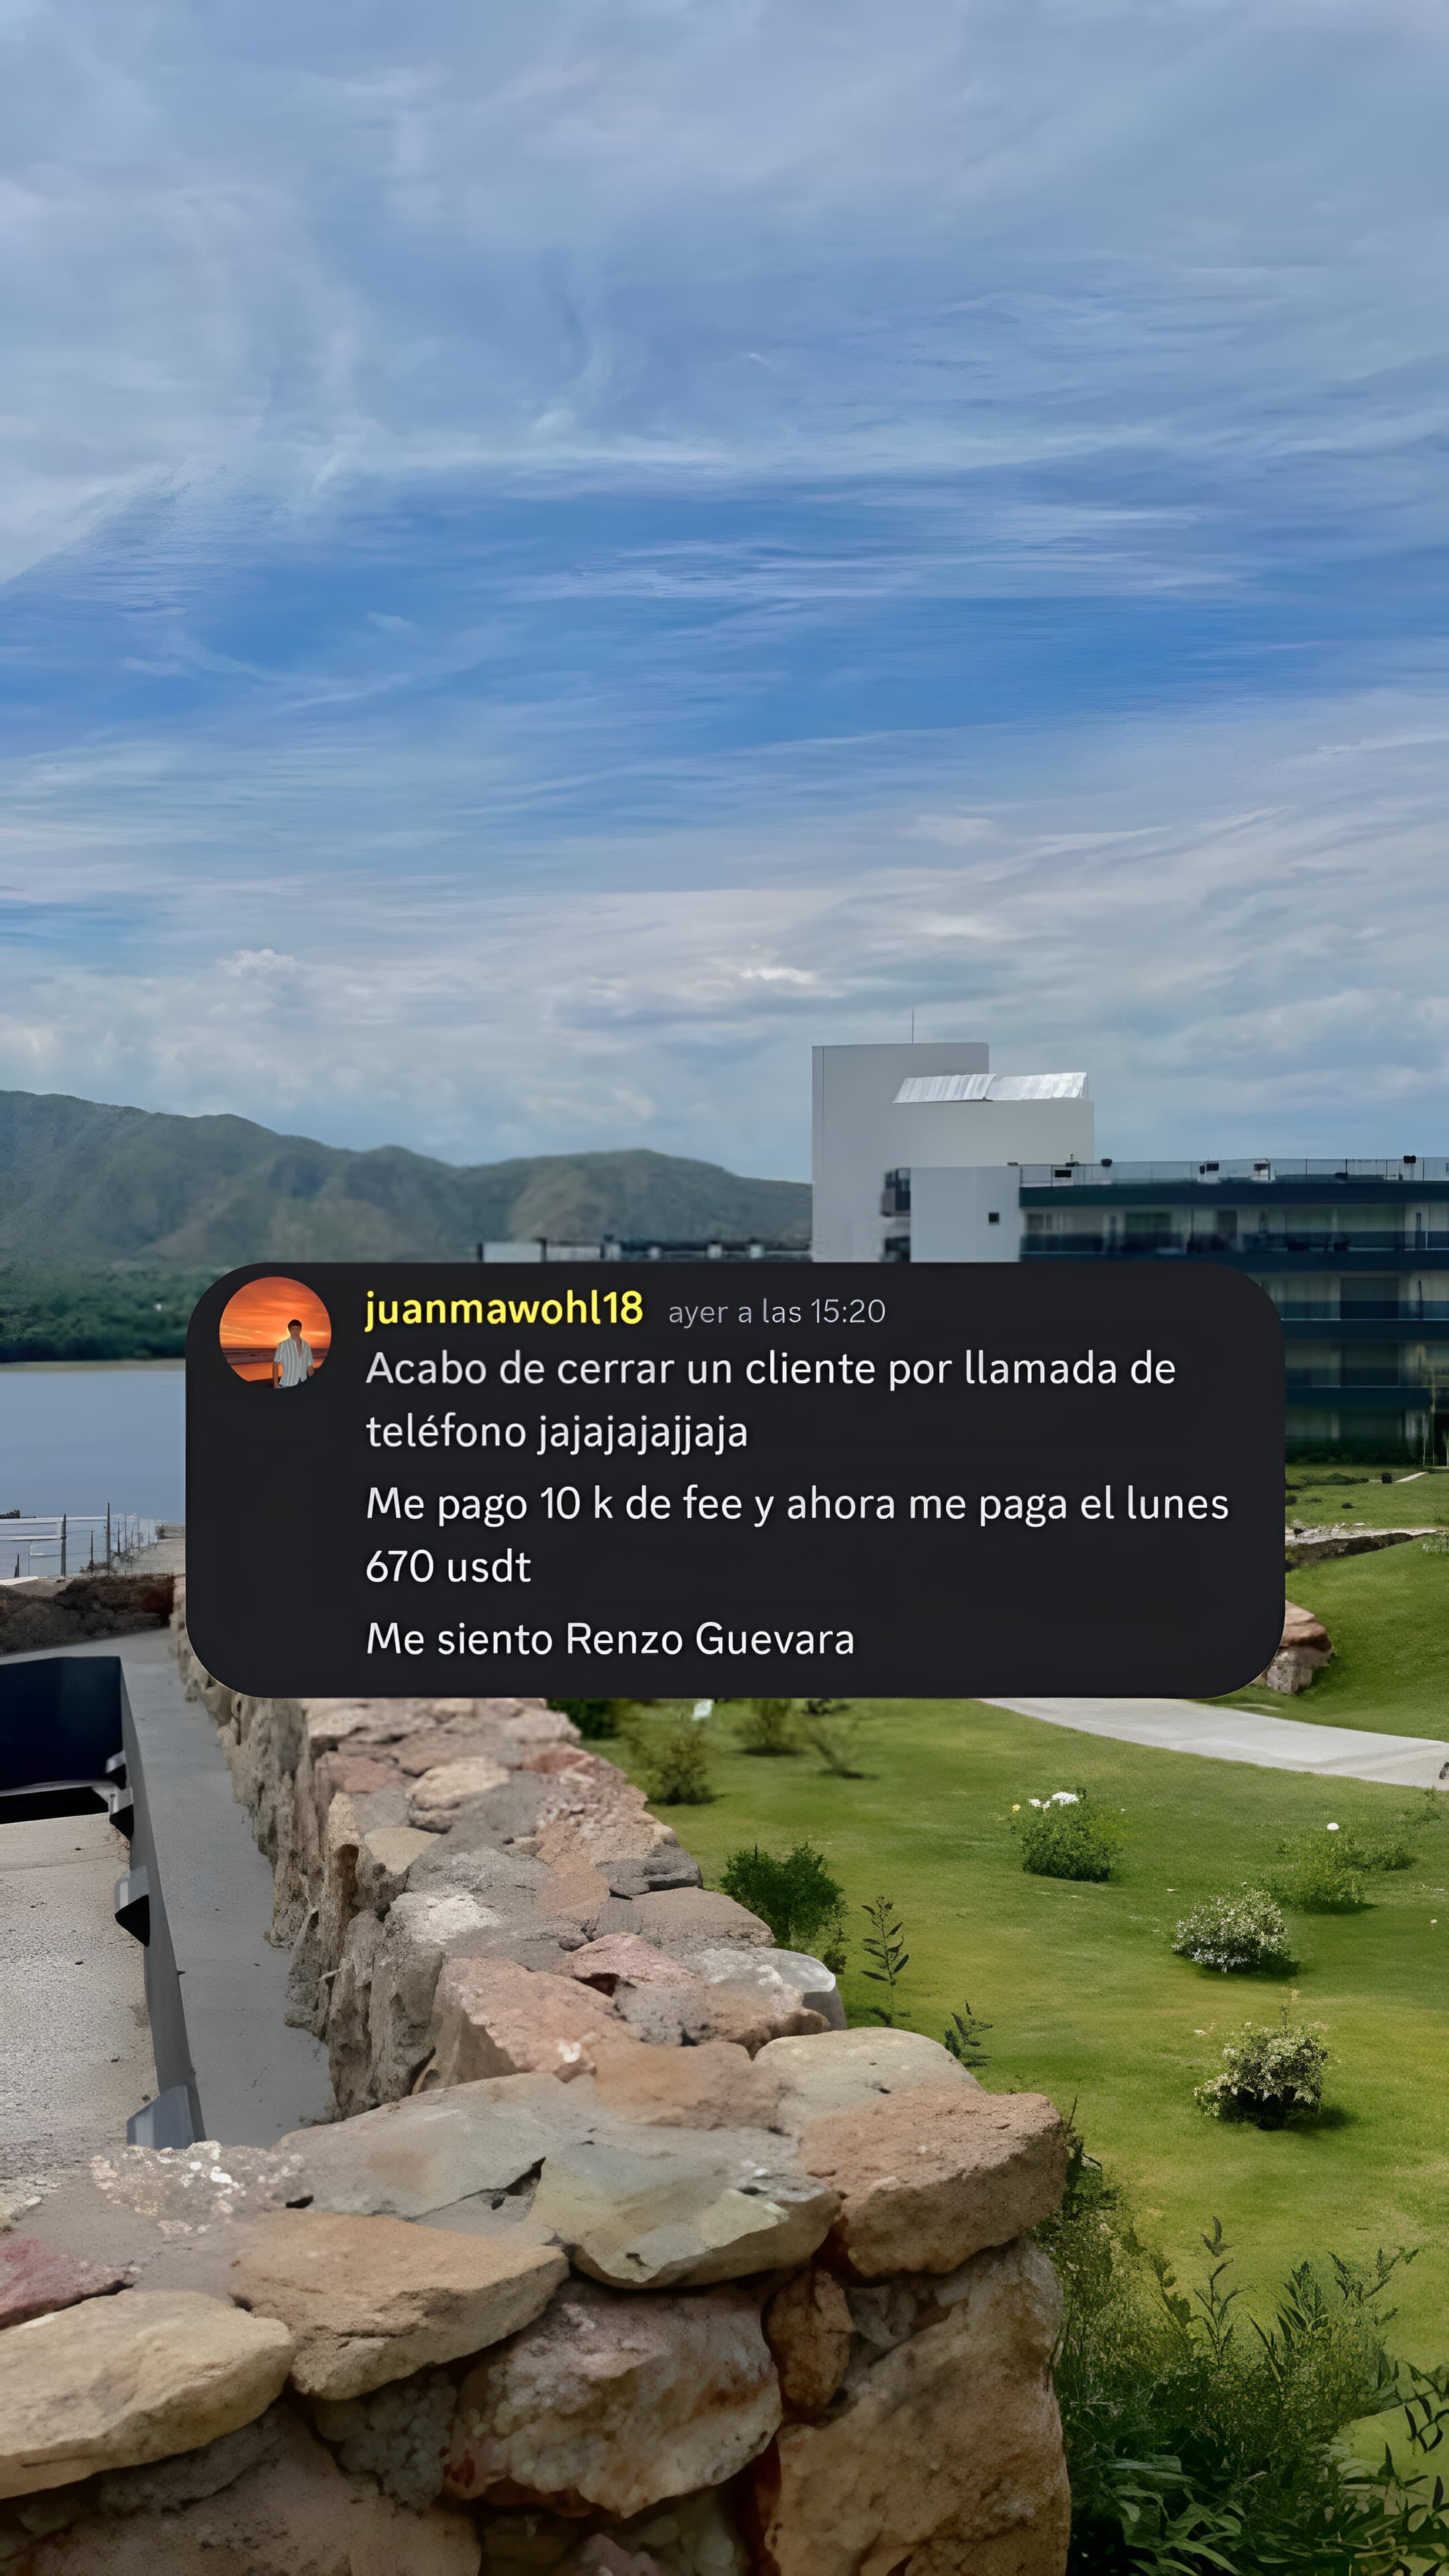 juanmawohl18 ayer a las 15:20
Acabo de cerrar un cliente por llamada de
teléfono jajajajajjaja
Me pago 10 k de fee y ahora me paga el lunes
670 usdt
Me siento Renzo Guevara